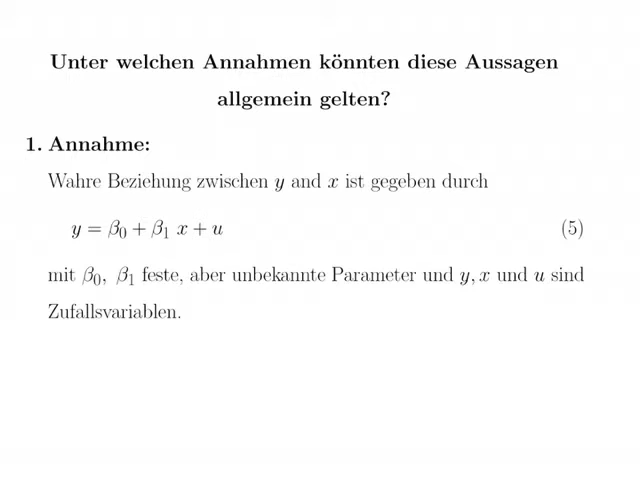 Unter welchen Annahmen könnten diese Aussagen
allgemein gelten?
1. Annahme:
Wahre Beziehung zwischen y and x ist gegeben durch
y = β₀ + β₁ x + u (5)
mit β₀, β₁ feste, aber unbekannte Parameter und y, x und u sind
Zufallsvariablen.